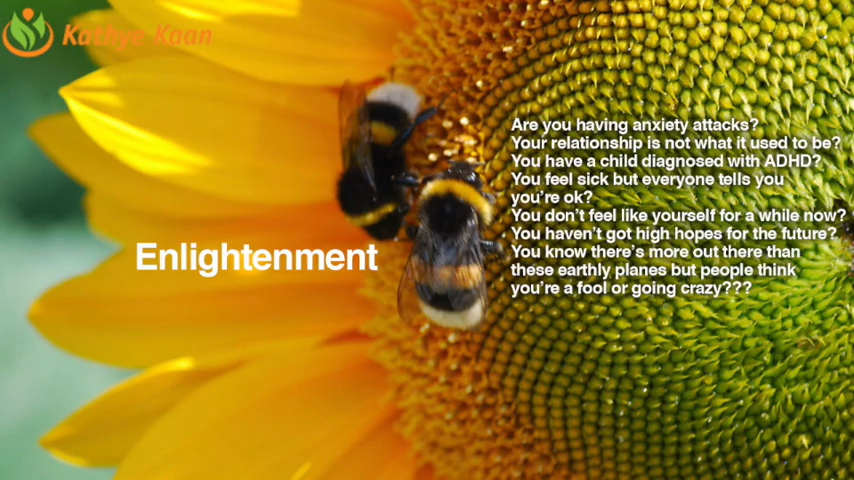 Kathye Kaan
Are you having anxiety attacks?
Your relationship is not what it used to be?
You have a child diagnosed with ADHD?
You feel sick but everyone tells you
you're ok?
You don't feel like yourself for a while now?
You haven't got high hopes for the future?
You know there's more out there than
these earthly planes but people think
you're a fool or going crazy???
Enlightenment